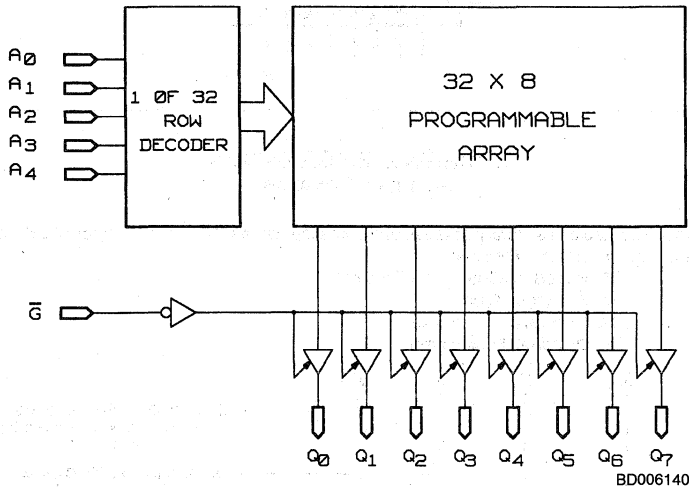 A0
A1
A2
A3
A4
1 0F 32
ROW
DECODER
32 X 8
PROGRAMMABLE
ARRAY
G̅
Q0 Q1 Q2 Q3 Q4 Q5 Q6 Q7
BD006140